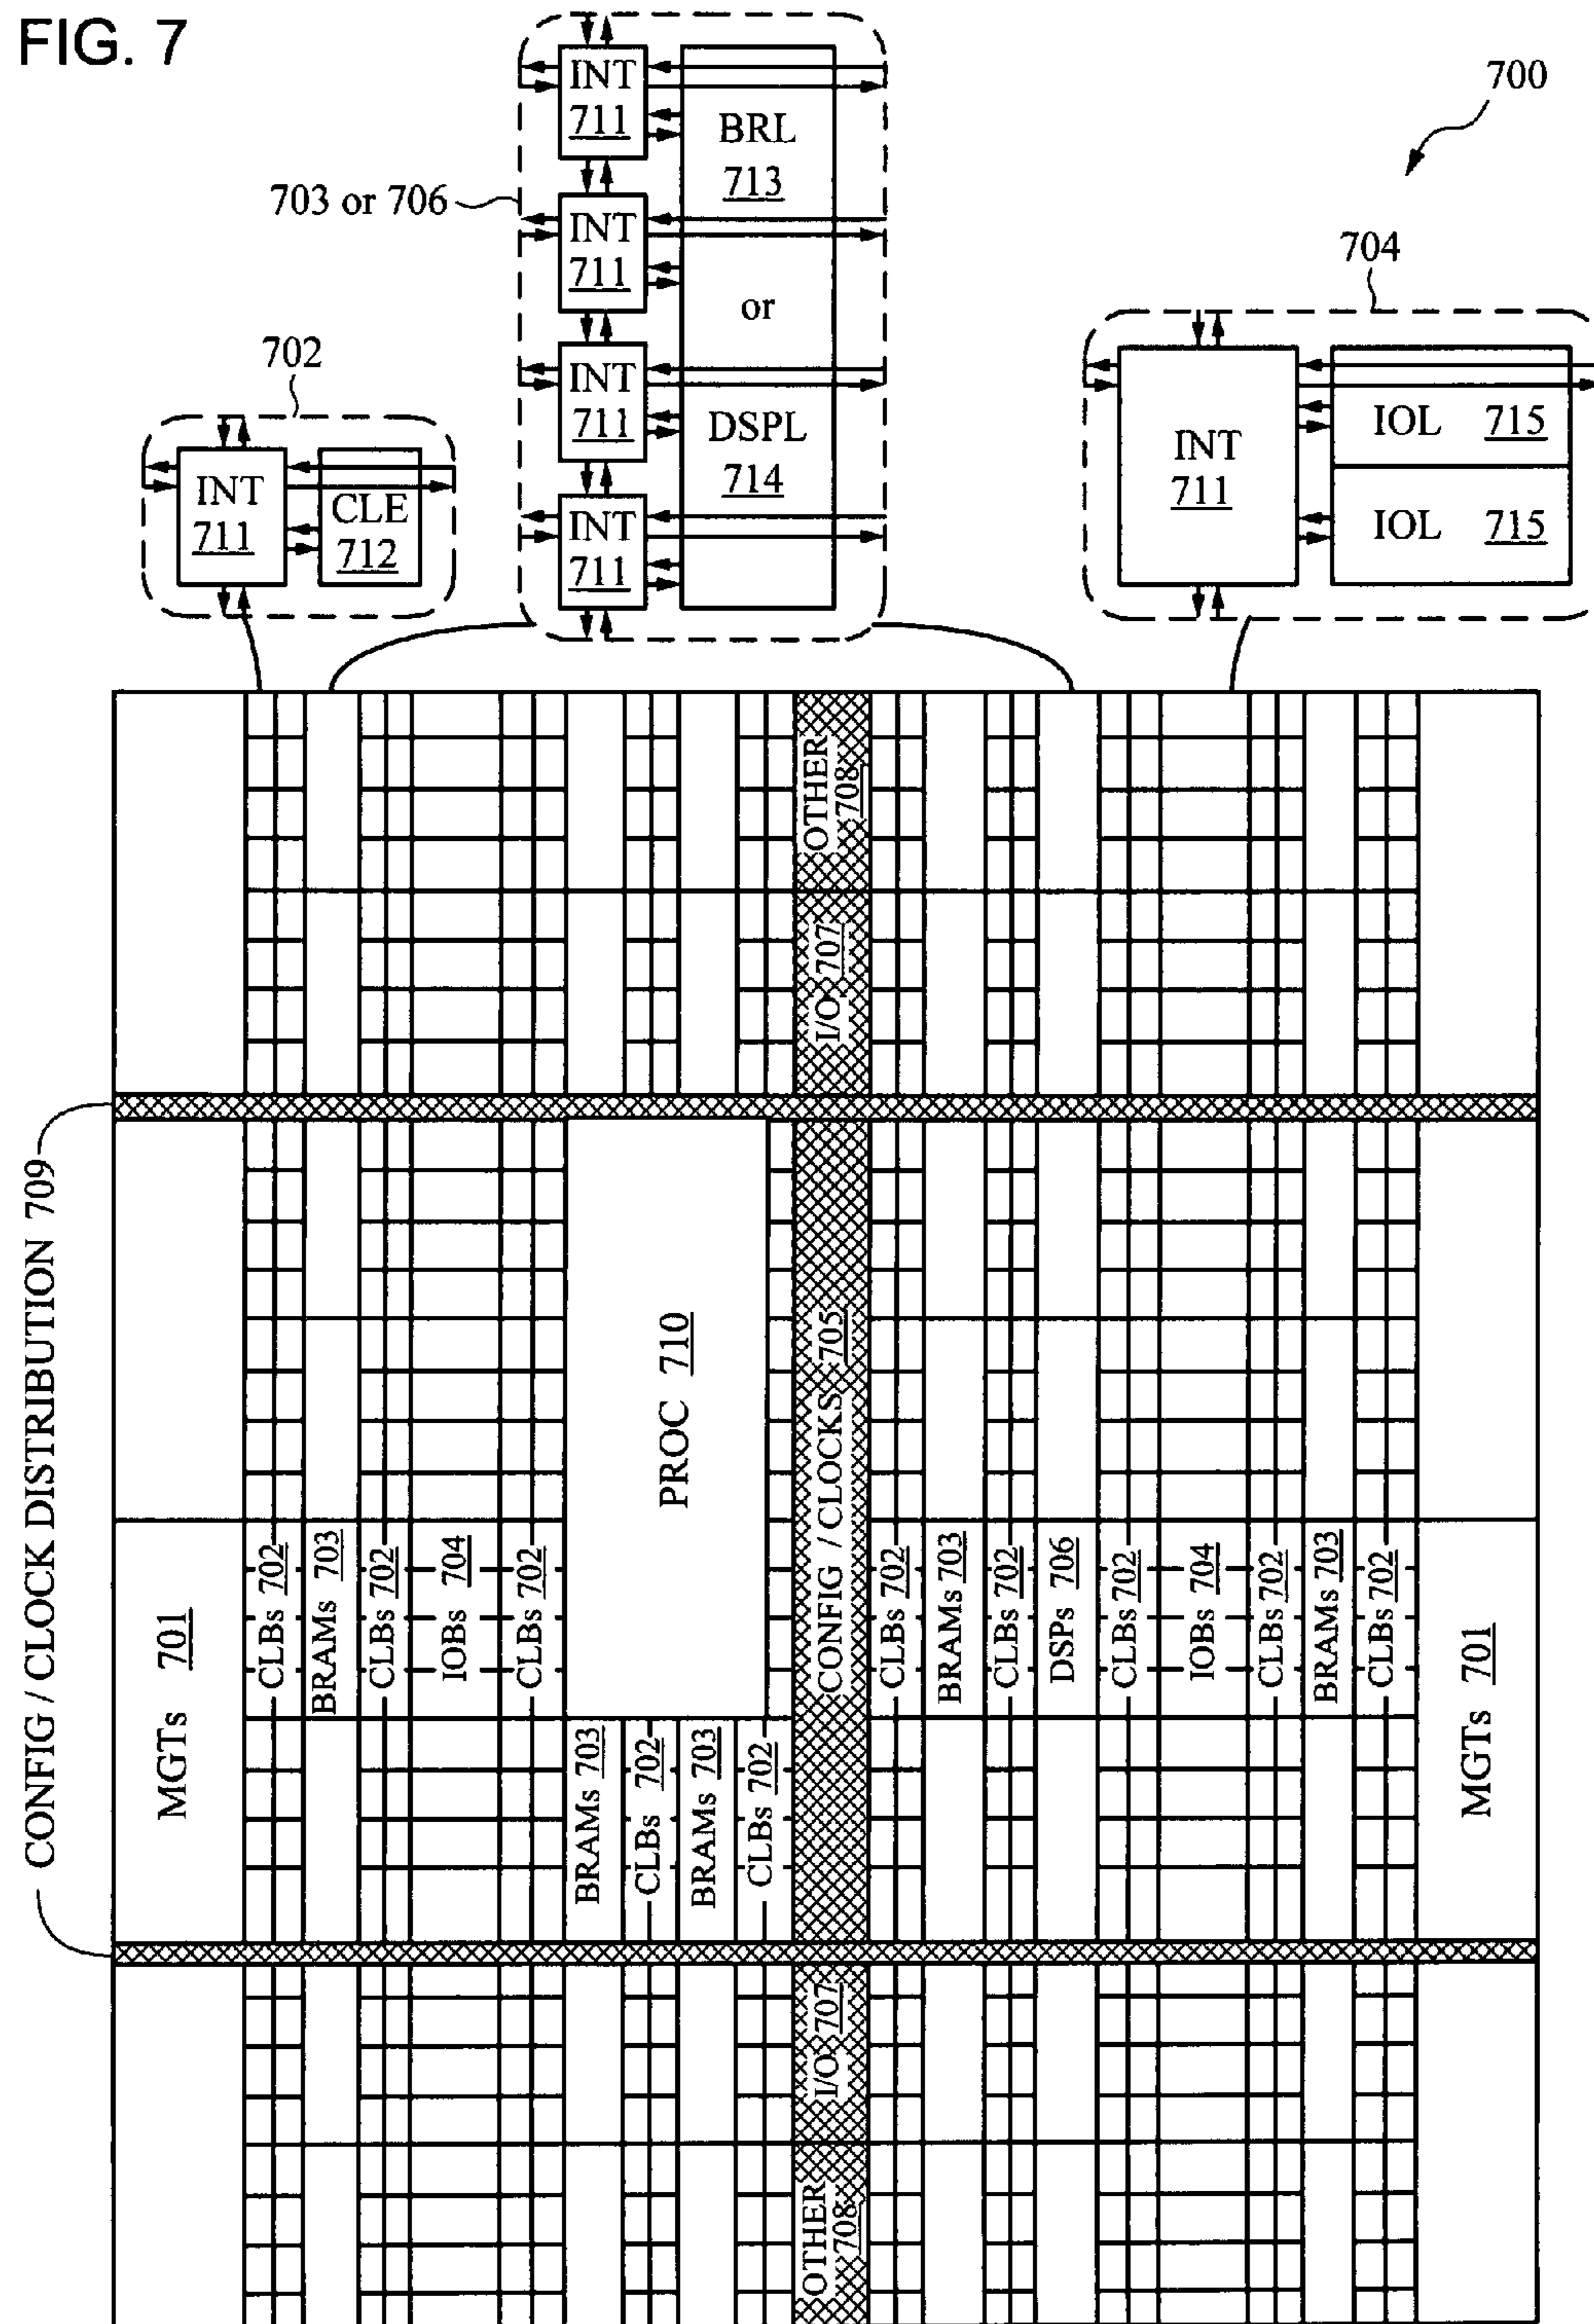 FIG. 7
700
703 or 706
INT
711
INT
711
INT
711
INT
711
BRL
713
or
DSPL
714
702
INT
711
CLE
712
704
INT
711
IOL 715
IOL 715
OTHER
708
I/O 707
CONFIG / CLOCK DISTRIBUTION 709
PROC 710
CONFIG / CLOCKS 705
MGTs 701
CLBs 702
BRAMs 703
CLBs 702
IOBs 704
CLBs 702
BRAMs 703
CLBs 702
BRAMs 703
CLBs 702
CLBs 702
BRAMs 703
CLBs 702
DSPs 706
CLBs 702
IOBs 704
CLBs 702
BRAMs 703
CLBs 702
MGTs 701
I/O 707
OTHER
708